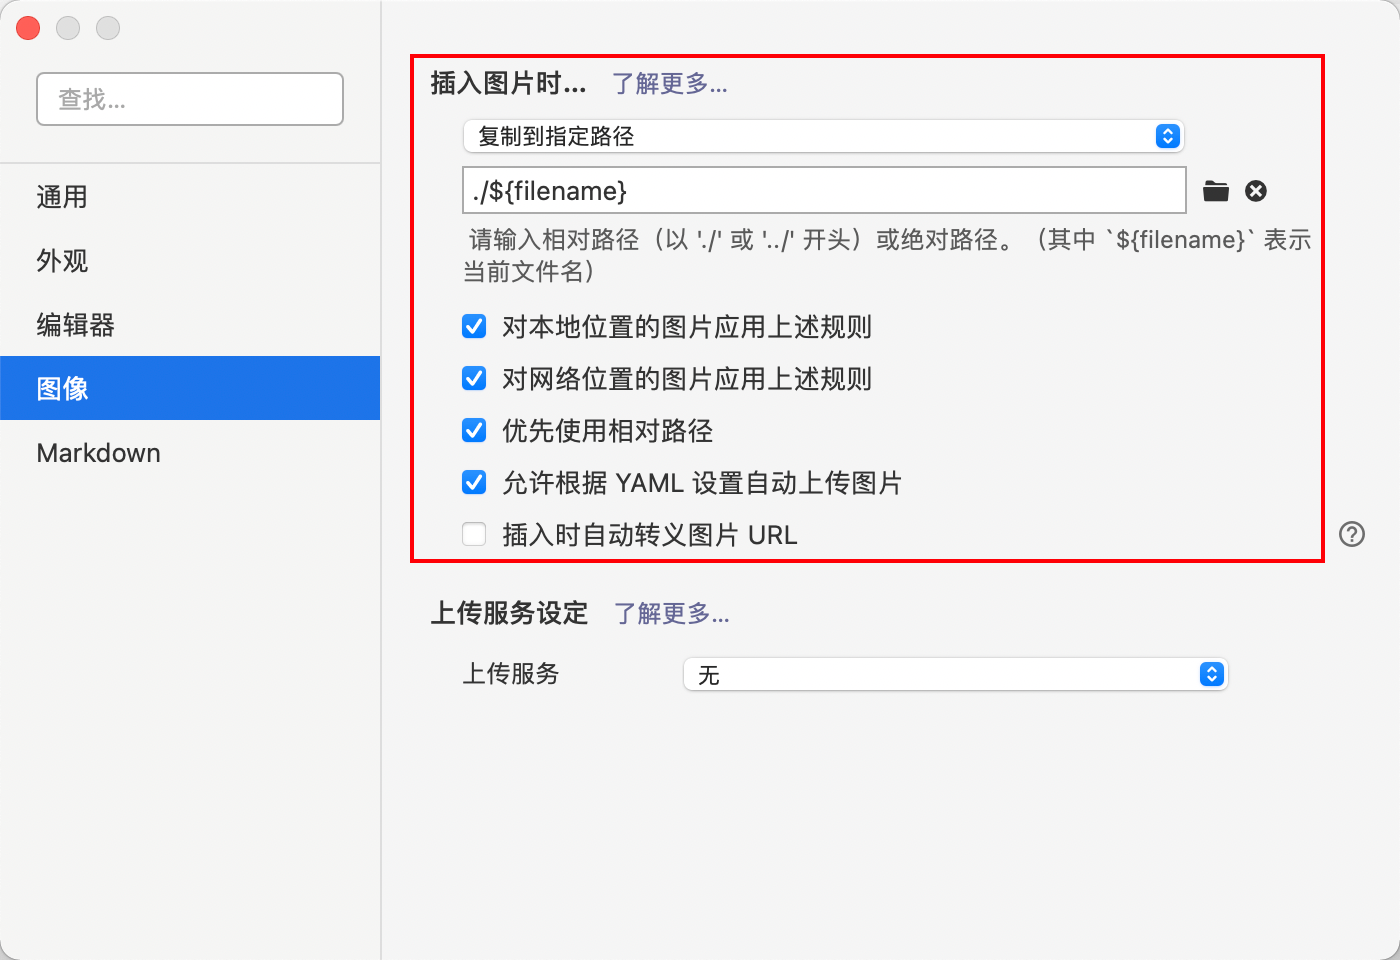 查找...
通用
外观
编辑器
图像
Markdown
插入图片时... 了解更多...
复制到指定路径
./${filename}
请输入相对路径（以 './' 或 '../' 开头）或绝对路径。（其中 `${filename}` 表示
当前文件名）
对本地位置的图片应用上述规则
对网络位置的图片应用上述规则
优先使用相对路径
允许根据 YAML 设置自动上传图片
插入时自动转义图片 URL
上传服务设定 了解更多...
上传服务 无